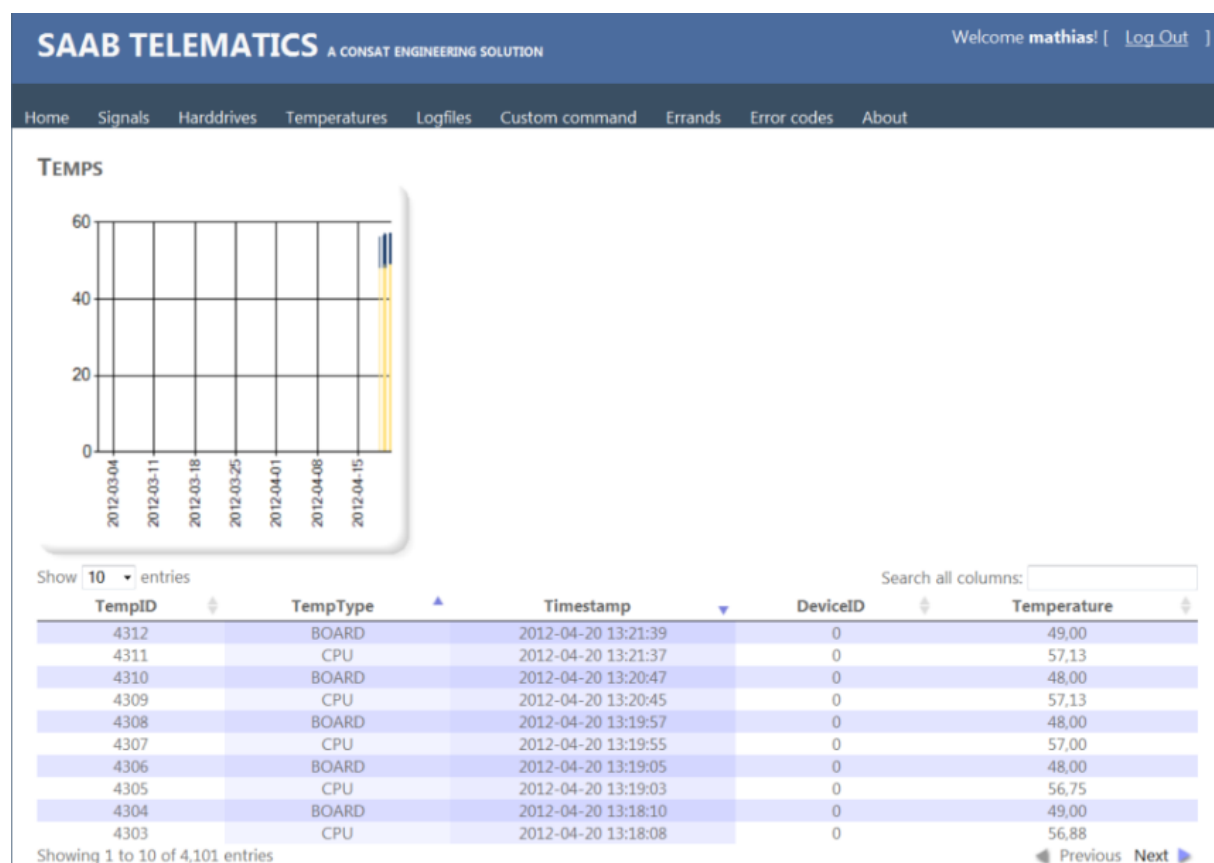 SAAB TELEMATICS A CONSAT ENGINEERING SOLUTION
Welcome mathias! [ Log Out ]
Home Signals Harddrives Temperatures Logfiles Custom command Errands Error codes About
TEMPS
60
40
20
0
2012-03-04
2012-03-11
2012-03-18
2012-03-25
2012-04-01
2012-04-08
2012-04-15
Show 10 entries
Search all columns:
TempID TempType Timestamp DeviceID Temperature
4312 BOARD 2012-04-20 13:21:39 0 49,00
4311 CPU 2012-04-20 13:21:37 0 57,13
4310 BOARD 2012-04-20 13:20:47 0 48,00
4309 CPU 2012-04-20 13:20:45 0 57,13
4308 BOARD 2012-04-20 13:19:57 0 48,00
4307 CPU 2012-04-20 13:19:55 0 57,00
4306 BOARD 2012-04-20 13:19:05 0 48,00
4305 CPU 2012-04-20 13:19:03 0 56,75
4304 BOARD 2012-04-20 13:18:10 0 49,00
4303 CPU 2012-04-20 13:18:08 0 56,88
Showing 1 to 10 of 4,101 entries
Previous Next